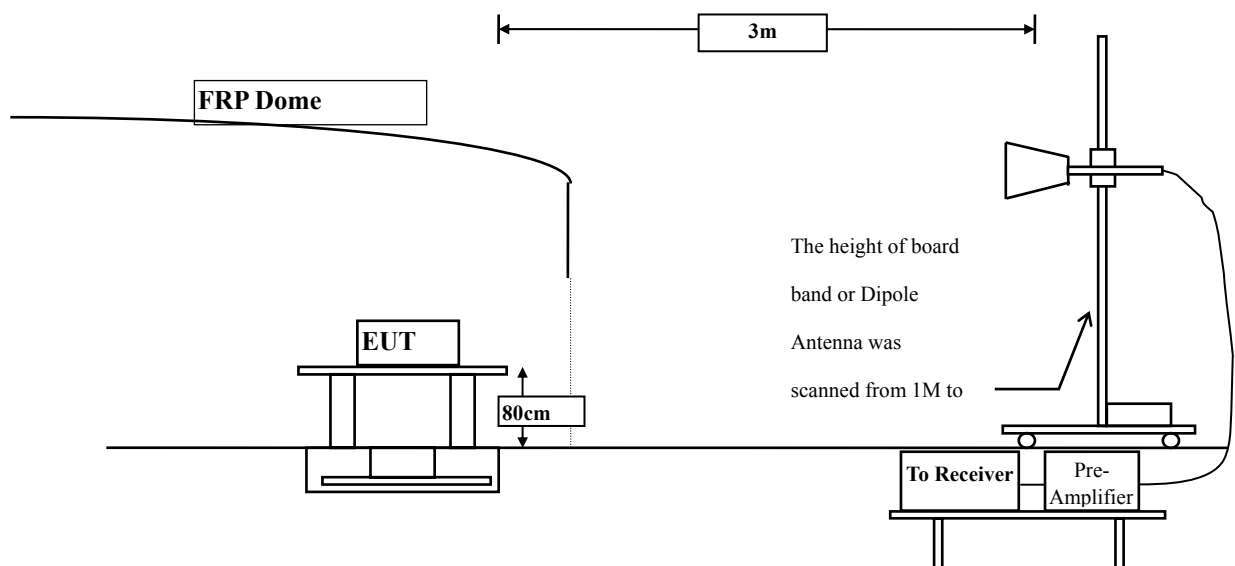 3m
FRP Dome
The height of board
band or Dipole
Antenna was
scanned from 1M to
EUT
80cm
To Receiver
Pre-
Amplifier